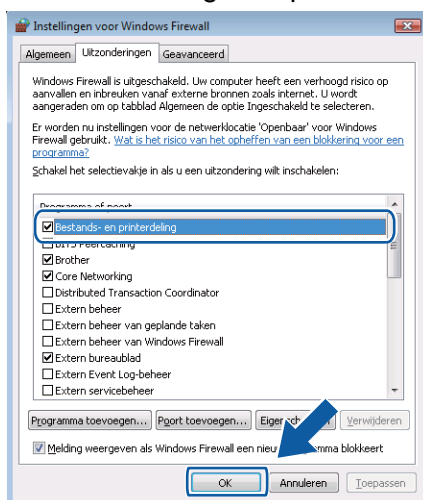 Instellingen voor Windows Firewall
Algemeen Uitzonderingen Geavanceerd
Windows Firewall is uitgeschakeld. Uw computer heeft een verhoogd risico op
aanvallen en inbreuken vanaf externe bronnen zoals internet. U wordt
aangeraden om op tabblad Algemeen de optie Ingeschakeld te selecteren.
Er worden nu instellingen voor de netwerklocatie 'Openbaar' voor Windows
Firewall gebruikt. Wat is het risico van het opheffen van een blokkering voor een
programma?
Schakel het selectievakje in als u een uitzondering wilt inschakelen:
Programma of poort
Bestands- en printerdeling
BITS Peercaching
Brother
Core Networking
Distributed Transaction Coordinator
Extern beheer
Extern beheer van geplande taken
Extern beheer van Windows Firewall
Extern bureaublad
Extern Event Log-beheer
Extern servicebeheer
Programma toevoegen... Poort toevoegen... Verwijderen
Melding weergeven als Windows Firewall een blokkeert
OK Annuleren Toepassen